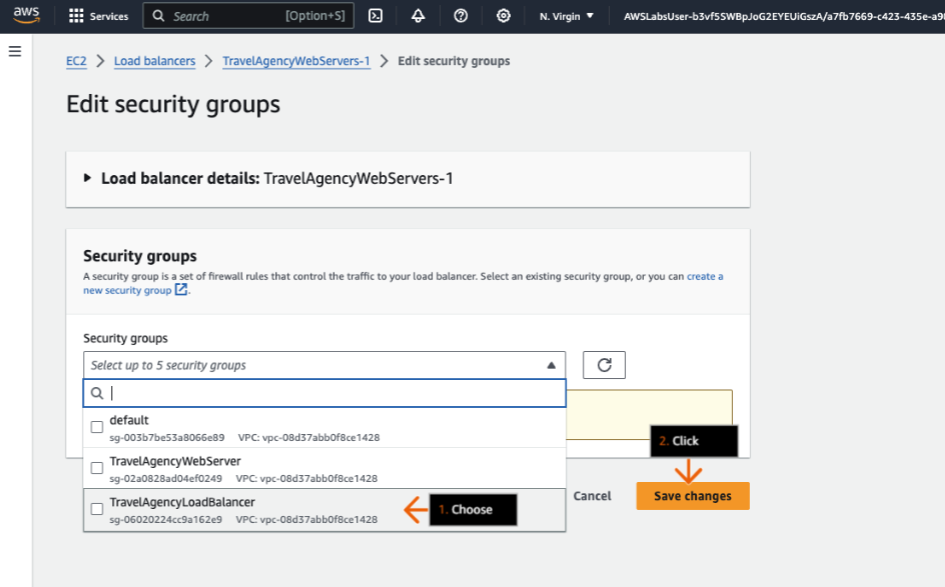 aws Services Search [Option+S] N. Virgin AWSLabsUser-b3vf5SWBpJoG2EYEUiGszA/a7fb7669-c423-435e-a9
EC2 > Load balancers > TravelAgencyWebServers-1 > Edit security groups
Edit security groups
Load balancer details: TravelAgencyWebServers-1
Security groups
A security group is a set of firewall rules that control the traffic to your load balancer. Select an existing security group, or you can create a
new security group.
Security groups
Select up to 5 security groups
default
sg-003b7be53a8066e89 VPC: vpc-08d37abb0f8ce1428
2. Click
TravelAgencyWebServer
sg-02a0828ad04ef0249 VPC: vpc-08d37abb0f8ce1428
TravelAgencyLoadBalancer
sg-06020224cc9a162e9 VPC: vpc-08d37abb0f8ce1428
1. Choose
Cancel Save changes